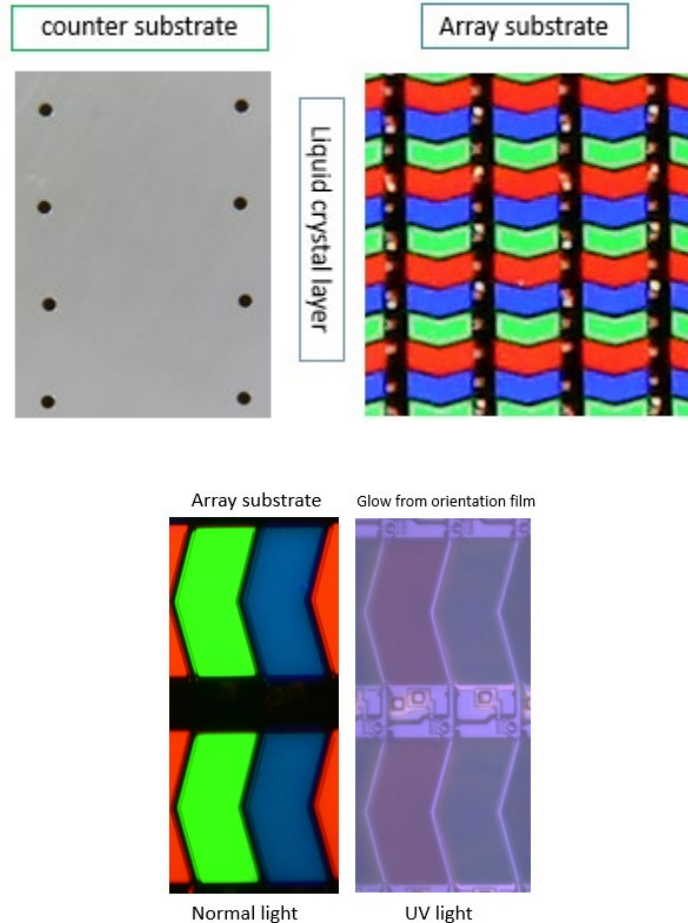 counter substrate
Array substrate
Liquid crystal layer
Array substrate
Glow from orientation film
Normal light
UV light